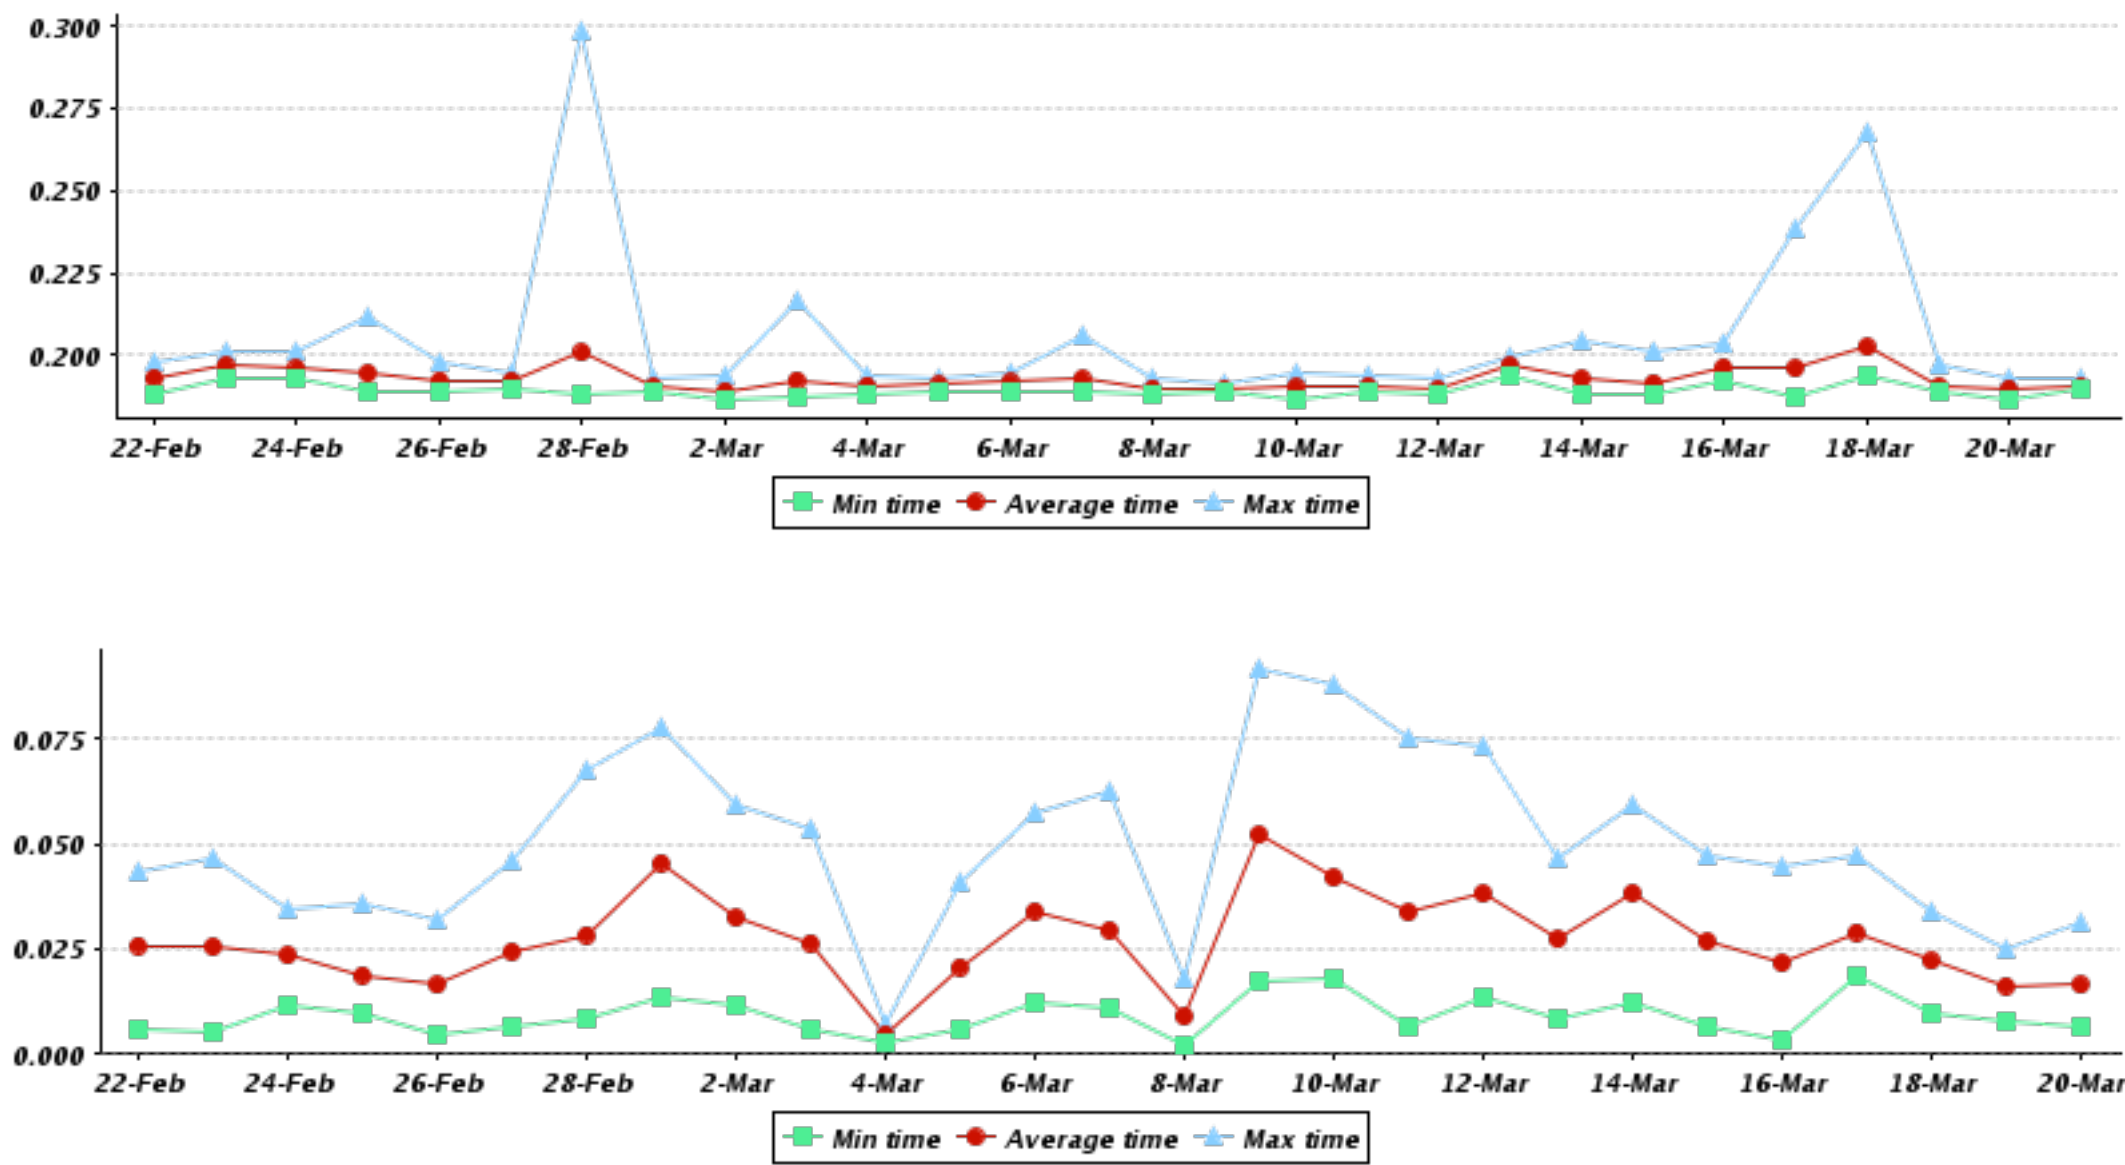 0.300
0.275
0.250
0.225
0.200
22-Feb 24-Feb 26-Feb 28-Feb 2-Mar 4-Mar 6-Mar 8-Mar 10-Mar 12-Mar 14-Mar 16-Mar 18-Mar 20-Mar
Min time Average time Max time
0.075
0.050
0.025
0.000
22-Feb 24-Feb 26-Feb 28-Feb 2-Mar 4-Mar 6-Mar 8-Mar 10-Mar 12-Mar 14-Mar 16-Mar 18-Mar 20-Mar
Min time Average time Max time